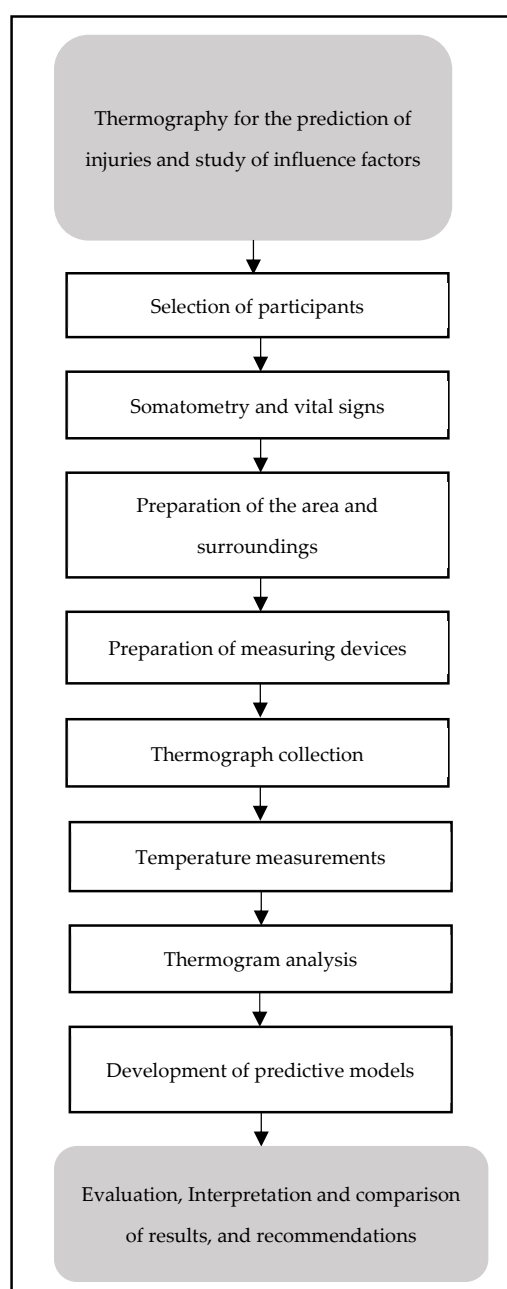 Thermography for the prediction of
injuries and study of influence factors
Selection of participants
Somatometry and vital signs
Preparation of the area and
surroundings
Preparation of measuring devices
Thermograph collection
Temperature measurements
Thermogram analysis
Development of predictive models
Evaluation, Interpretation and comparison
of results, and recommendations